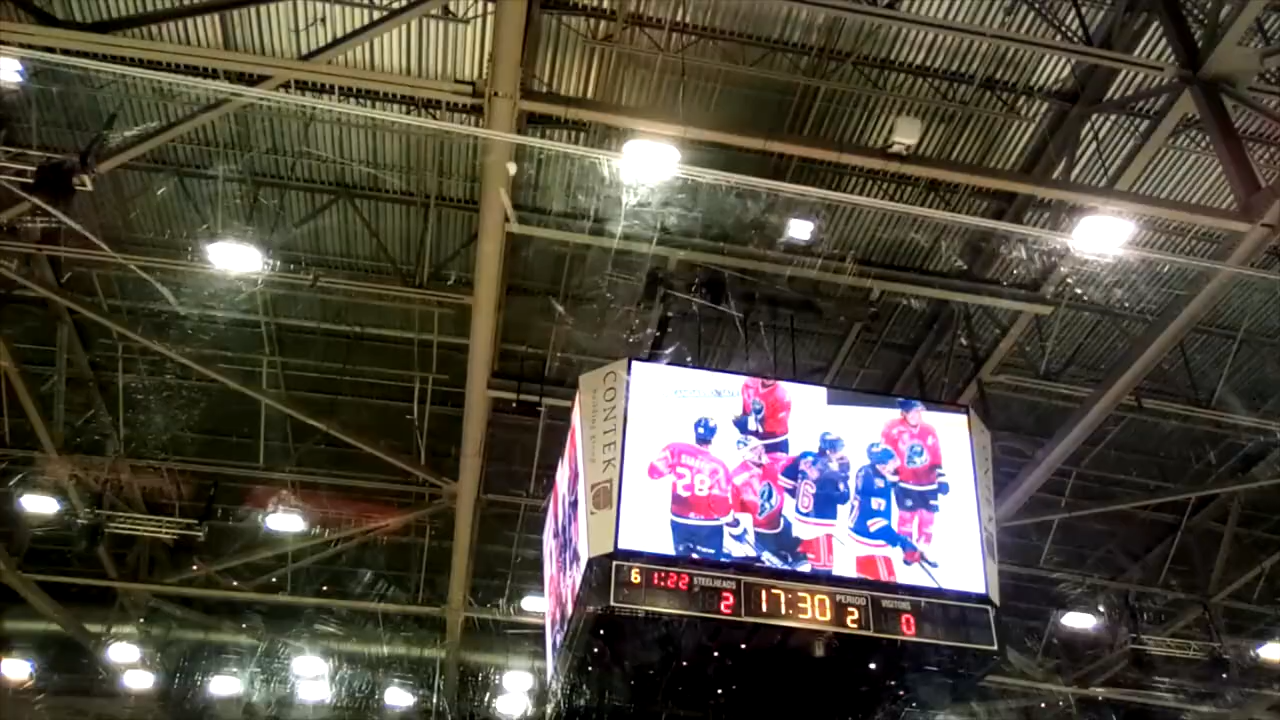 CONTEK
building group
28
6
6 1:22 STEELHEADS 2
17:30 PERIOD 2
VISITORS 0